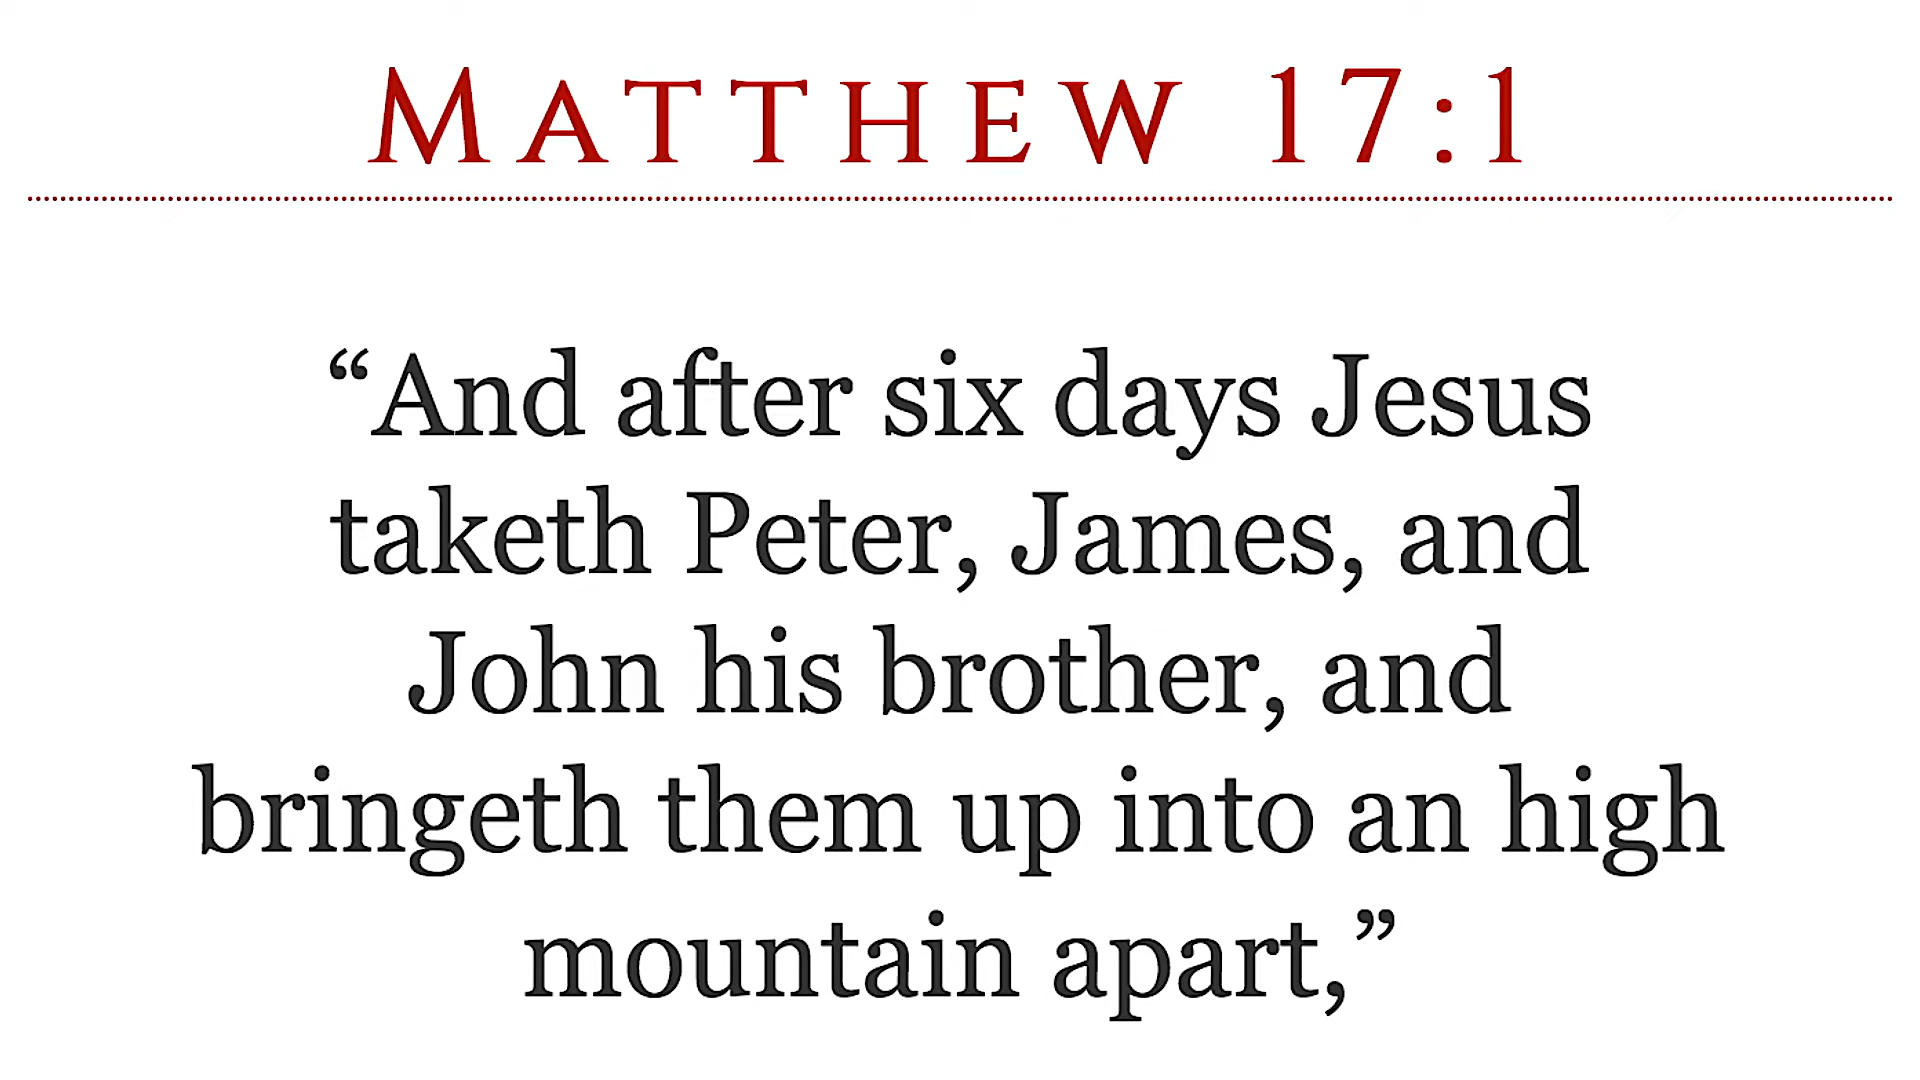 MATTHEW 17:1
“And after six days Jesus
taketh Peter, James, and
John his brother, and
bringeth them up into an high
mountain apart,”